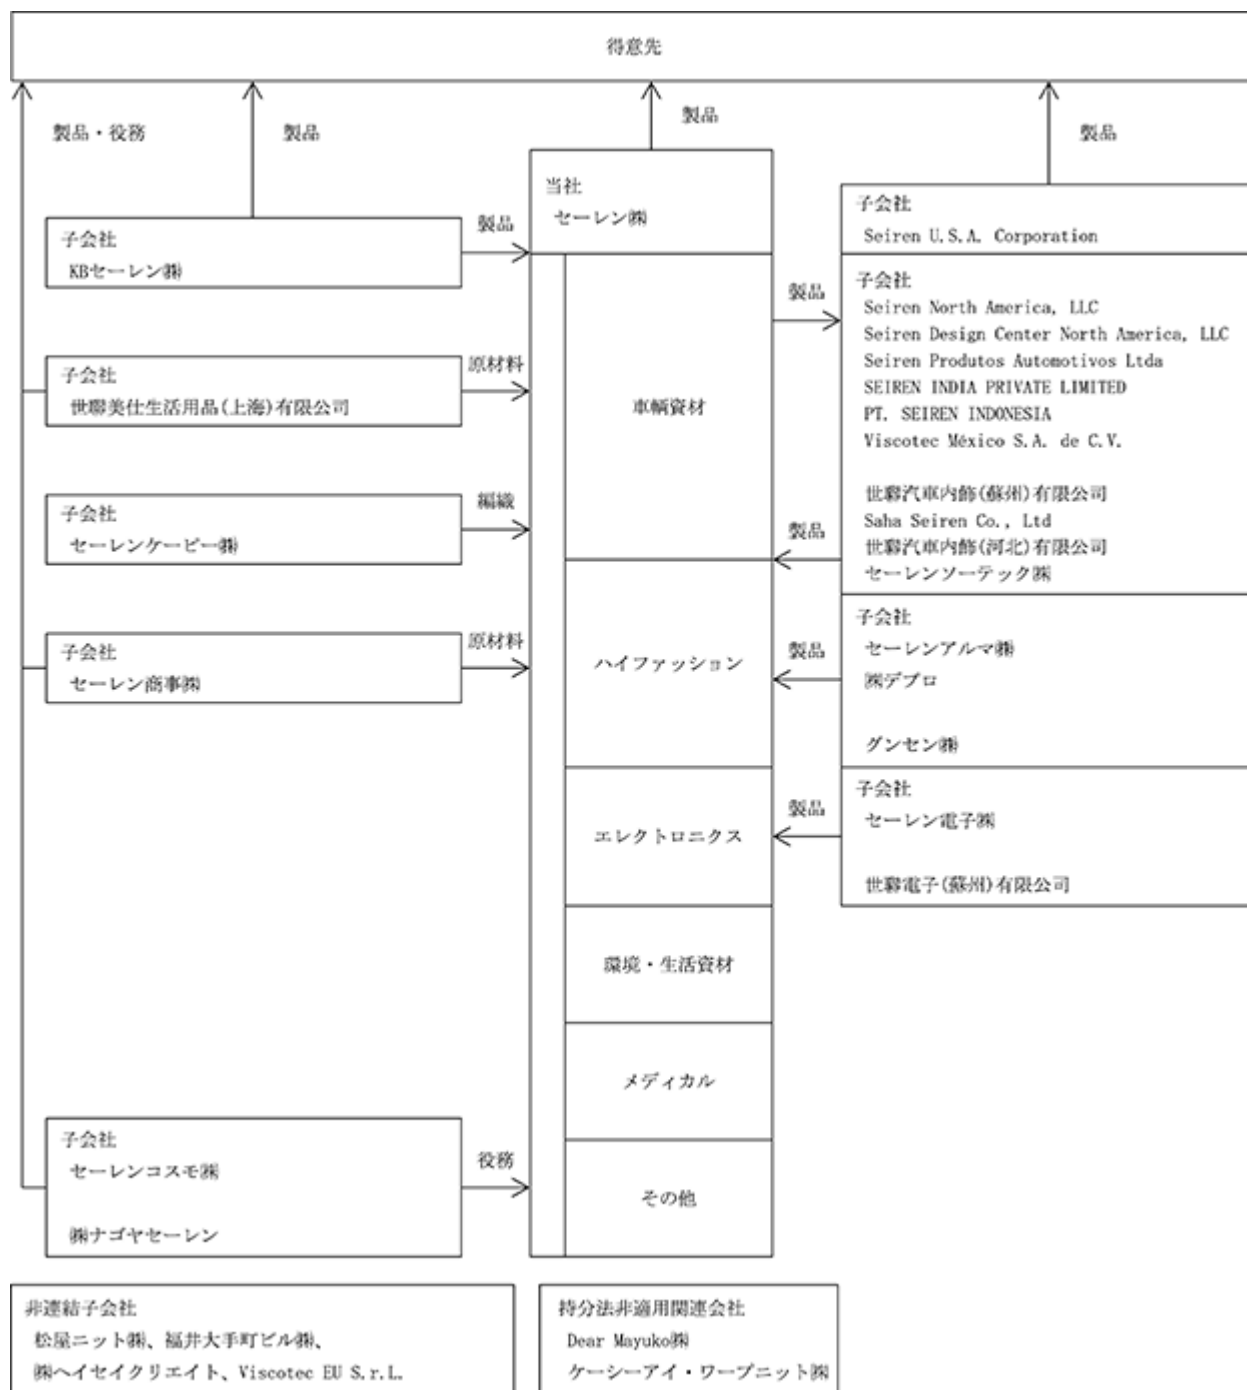 得意先
製品・役務
製品
製品
製品
当社
セーレン㈱
子会社
KBセーレン㈱
製品
子会社
世聯美仕生活用品(上海)有限公司
原材料
子会社
セーレンケーピー㈱
編織
子会社
セーレン商事㈱
原材料
子会社
セーレンコスモ㈱
㈱ナゴヤセーレン
役務
車輌資材
ハイファッション
エレクトロニクス
環境・生活資材
メディカル
その他
子会社
Seiren U.S.A. Corporation
製品
子会社
Seiren North America, LLC
Seiren Design Center North America, LLC
Seiren Produtos Automotivos Ltda
SEIREN INDIA PRIVATE LIMITED
PT. SEIREN INDONESIA
Viscotec México S.A. de C.V.
世聯汽車内飾(蘇州)有限公司
Saha Seiren Co., Ltd
世聯汽車内飾(河北)有限公司
セーレンソーテック㈱
製品
子会社
セーレンアルマ㈱
㈱デプロ
グンセン㈱
製品
子会社
セーレン電子㈱
世聯電子(蘇州)有限公司
製品
非連結子会社
松屋ニット㈱、福井大手町ビル㈱、
㈱ヘイセイクリエイト、Viscotec EU S.r.L.
持分法非適用関連会社
Dear Mayuko㈱
ケーシーアイ・ワープニット㈱